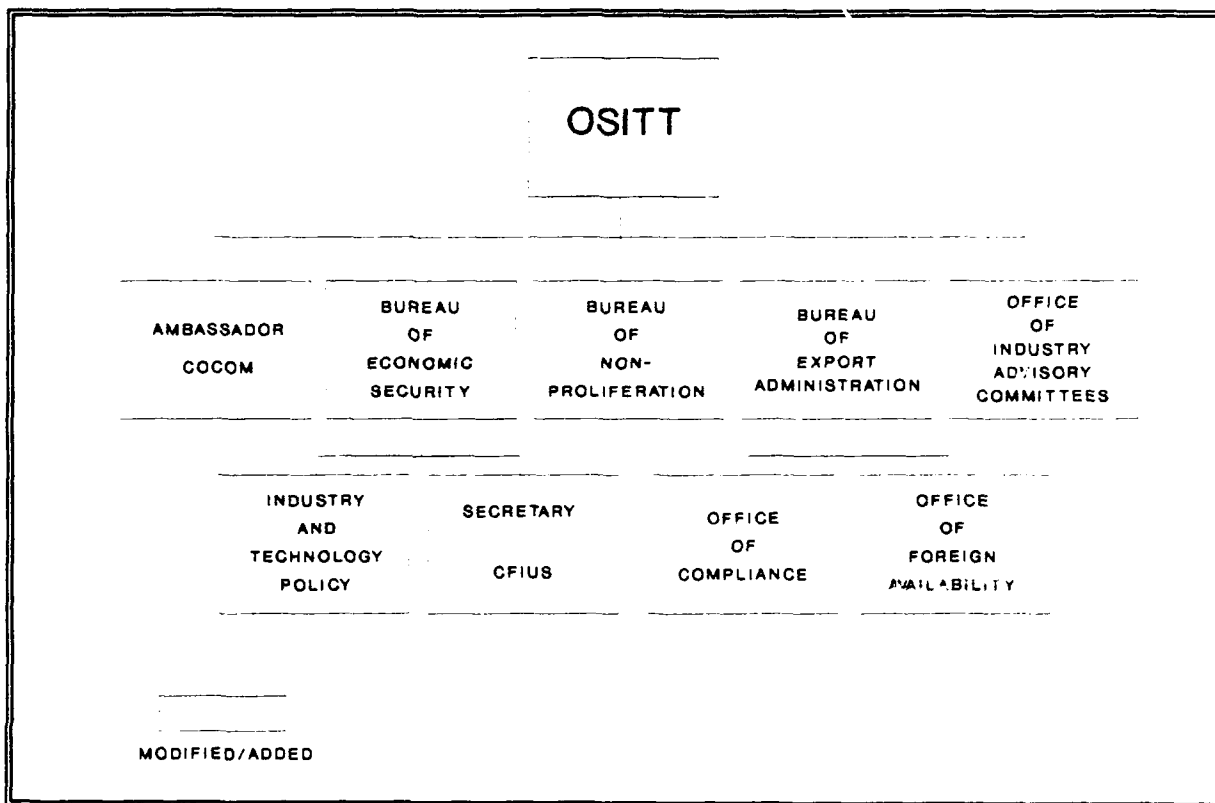 OSITT
AMBASSADOR
COCOM
BUREAU
OF
ECONOMIC
SECURITY
BUREAU
OF
NON-
PROLIFERATION
BUREAU
OF
EXPORT
ADMINISTRATION
OFFICE
OF
INDUSTRY
ADVISORY
COMMITTEES
INDUSTRY
AND
TECHNOLOGY
POLICY
SECRETARY
CFIUS
OFFICE
OF
COMPLIANCE
OFFICE
OF
FOREIGN
AVAILABILITY
MODIFIED/ADDED